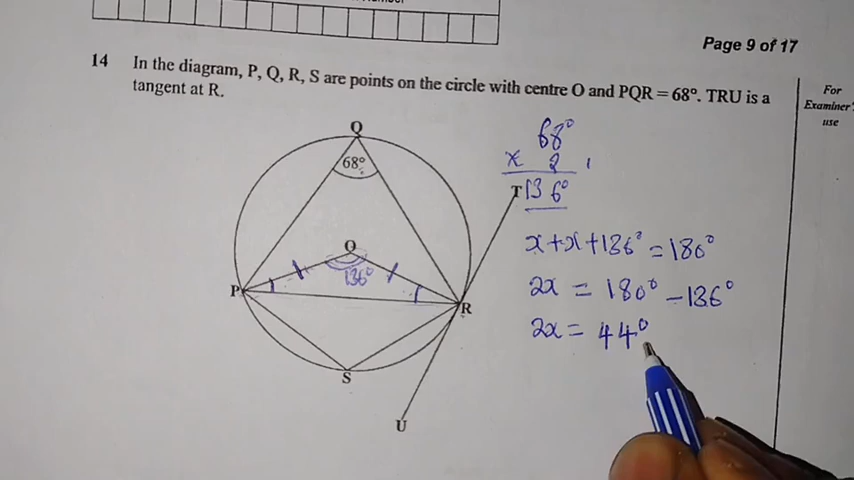 Page 9 of 17
14 In the diagram, P, Q, R, S are points on the circle with centre O and PQR = 68°. TRU is a
tangent at R.
For
Examiner's
use
Q
68°
O
136°
P
R
S
T
U
68°
x 2
136°
x+x+136° = 180°
2x = 180° - 136°
2x = 44°